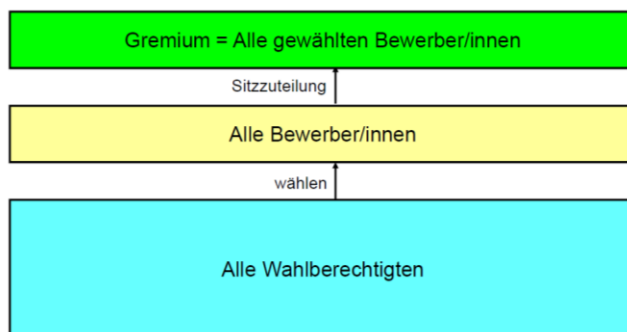 Gremium = Alle gewählten Bewerber/innen
Sitzzuteilung
Alle Bewerber/innen
wählen
Alle Wahlberechtigten